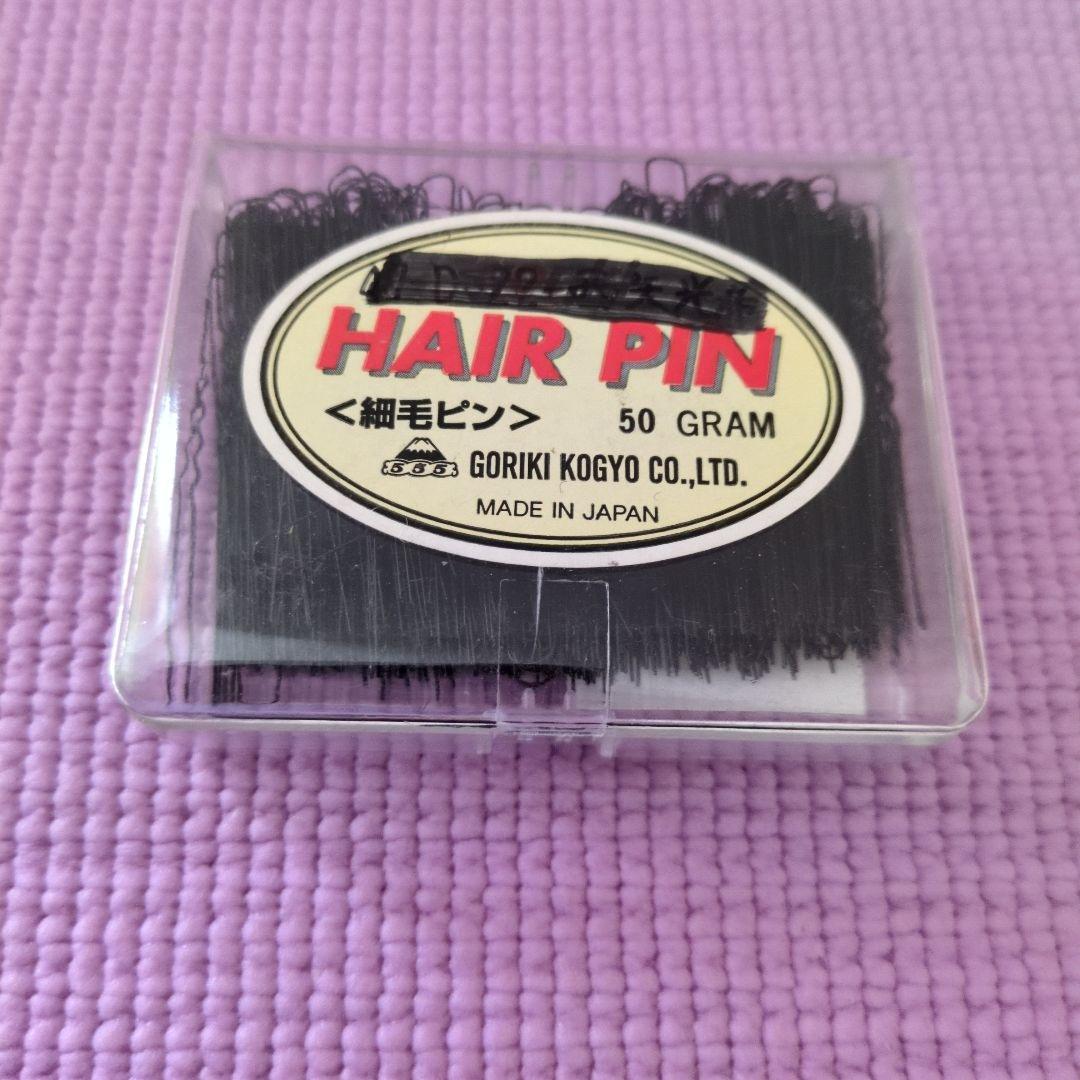 HAIR PIN
<細毛ピン> 50 GRAM
555 GORIKI KOGYO CO.,LTD.
MADE IN JAPAN